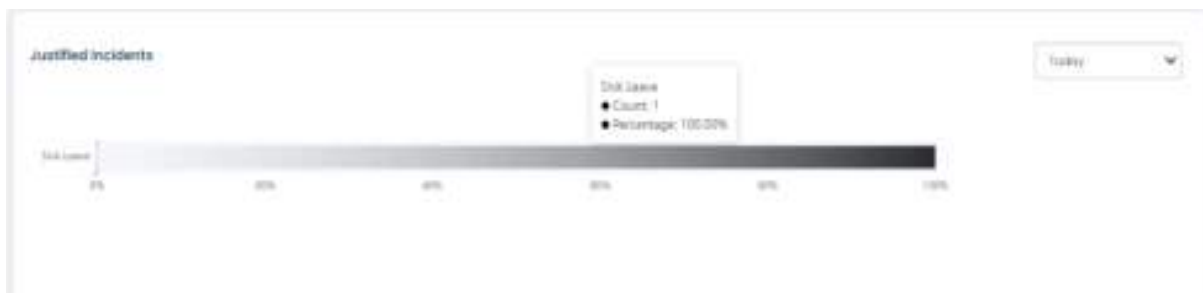 Justified Incidents
Today
Sick Leave
Count: 1
Percentage: 100.00%
Sick Leave
0%
20%
40%
60%
80%
100%